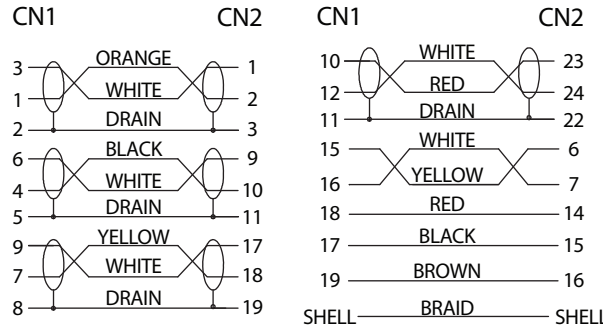 CN1 CN2
3 ORANGE 1
1 WHITE 2
2 DRAIN 3
6 BLACK 9
4 WHITE 10
5 DRAIN 11
9 YELLOW 17
7 WHITE 18
8 DRAIN 19
CN1 CN2
10 WHITE 23
12 RED 24
11 DRAIN 22
15 WHITE 6
16 YELLOW 7
18 RED 14
17 BLACK 15
19 BROWN 16
SHELL BRAID SHELL